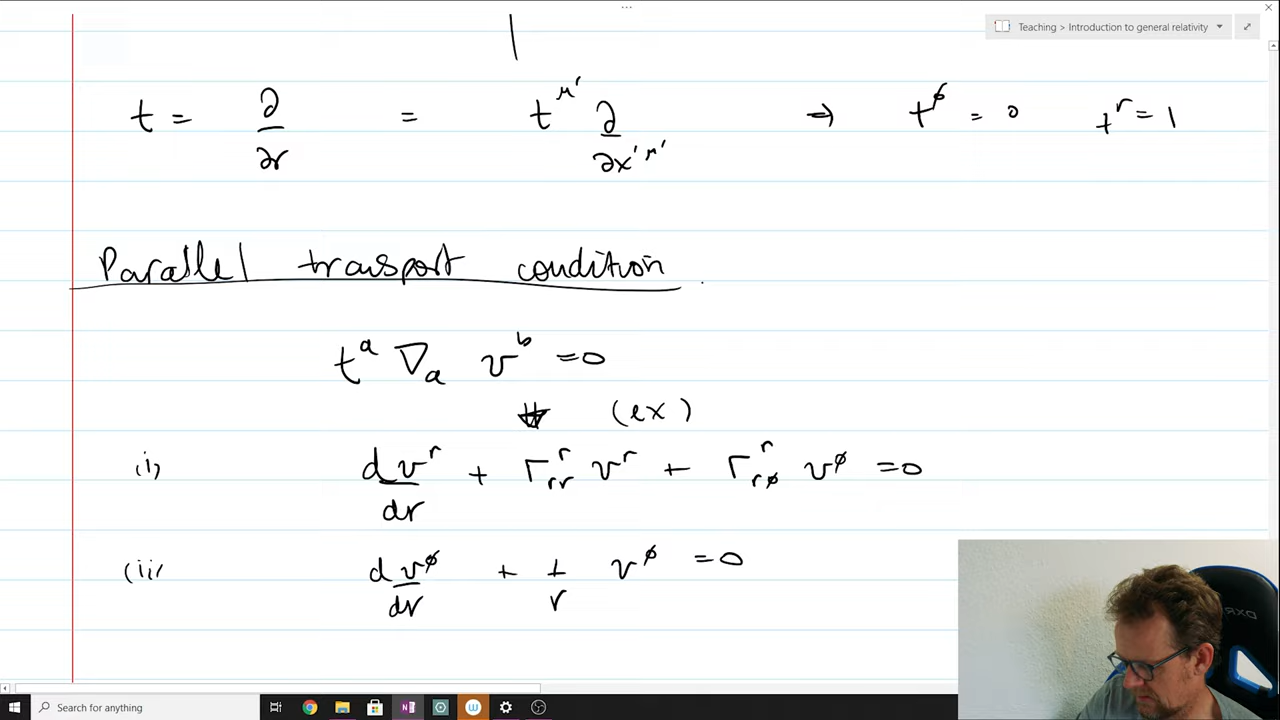 Teaching > Introduction to general relativity
t = ∂/∂r = t^μ' ∂/∂x'^μ' → t^ϕ = 0 t^r = 1
Parallel transport condition.
t^a ∇_a v^b = 0
(ex)
(i) dv^r/dr + Γ^r_rr v^r + Γ^r_rϕ v^ϕ = 0
(ii) dv^ϕ/dr + 1/r v^ϕ = 0
Search for anything